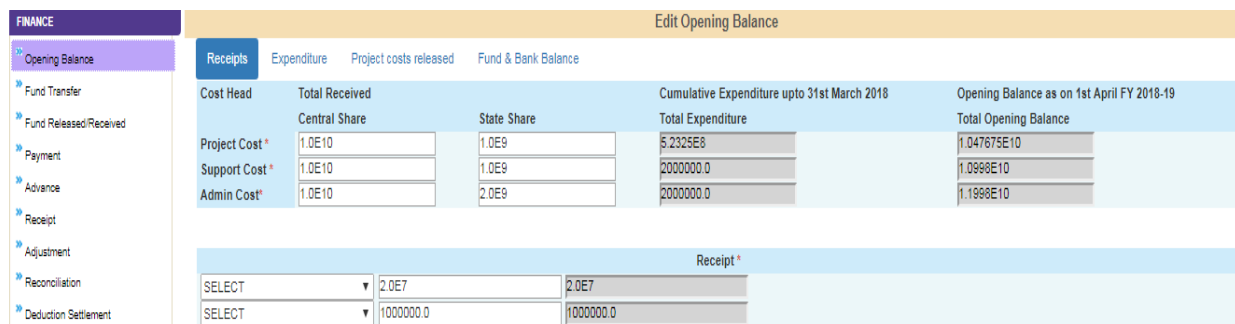 FINANCE
Edit Opening Balance
Opening Balance
Fund Transfer
Fund Released/Received
Payment
Advance
Receipt
Adjustment
Reconciliation
Deduction Settlement
Receipts Expenditure Project costs released Fund & Bank Balance
Cost Head Total Received Cumulative Expenditure upto 31st March 2018 Opening Balance as on 1st April FY 2018-19
Central Share State Share Total Expenditure Total Opening Balance
Project Cost * 1.0E10 1.0E9 5.2325E8 1.047675E10
Support Cost * 1.0E10 1.0E9 2000000.0 1.0998E10
Admin Cost* 1.0E10 2.0E9 2000000.0 1.1998E10
Receipt *
SELECT 2.0E7 2.0E7
SELECT 1000000.0 1000000.0